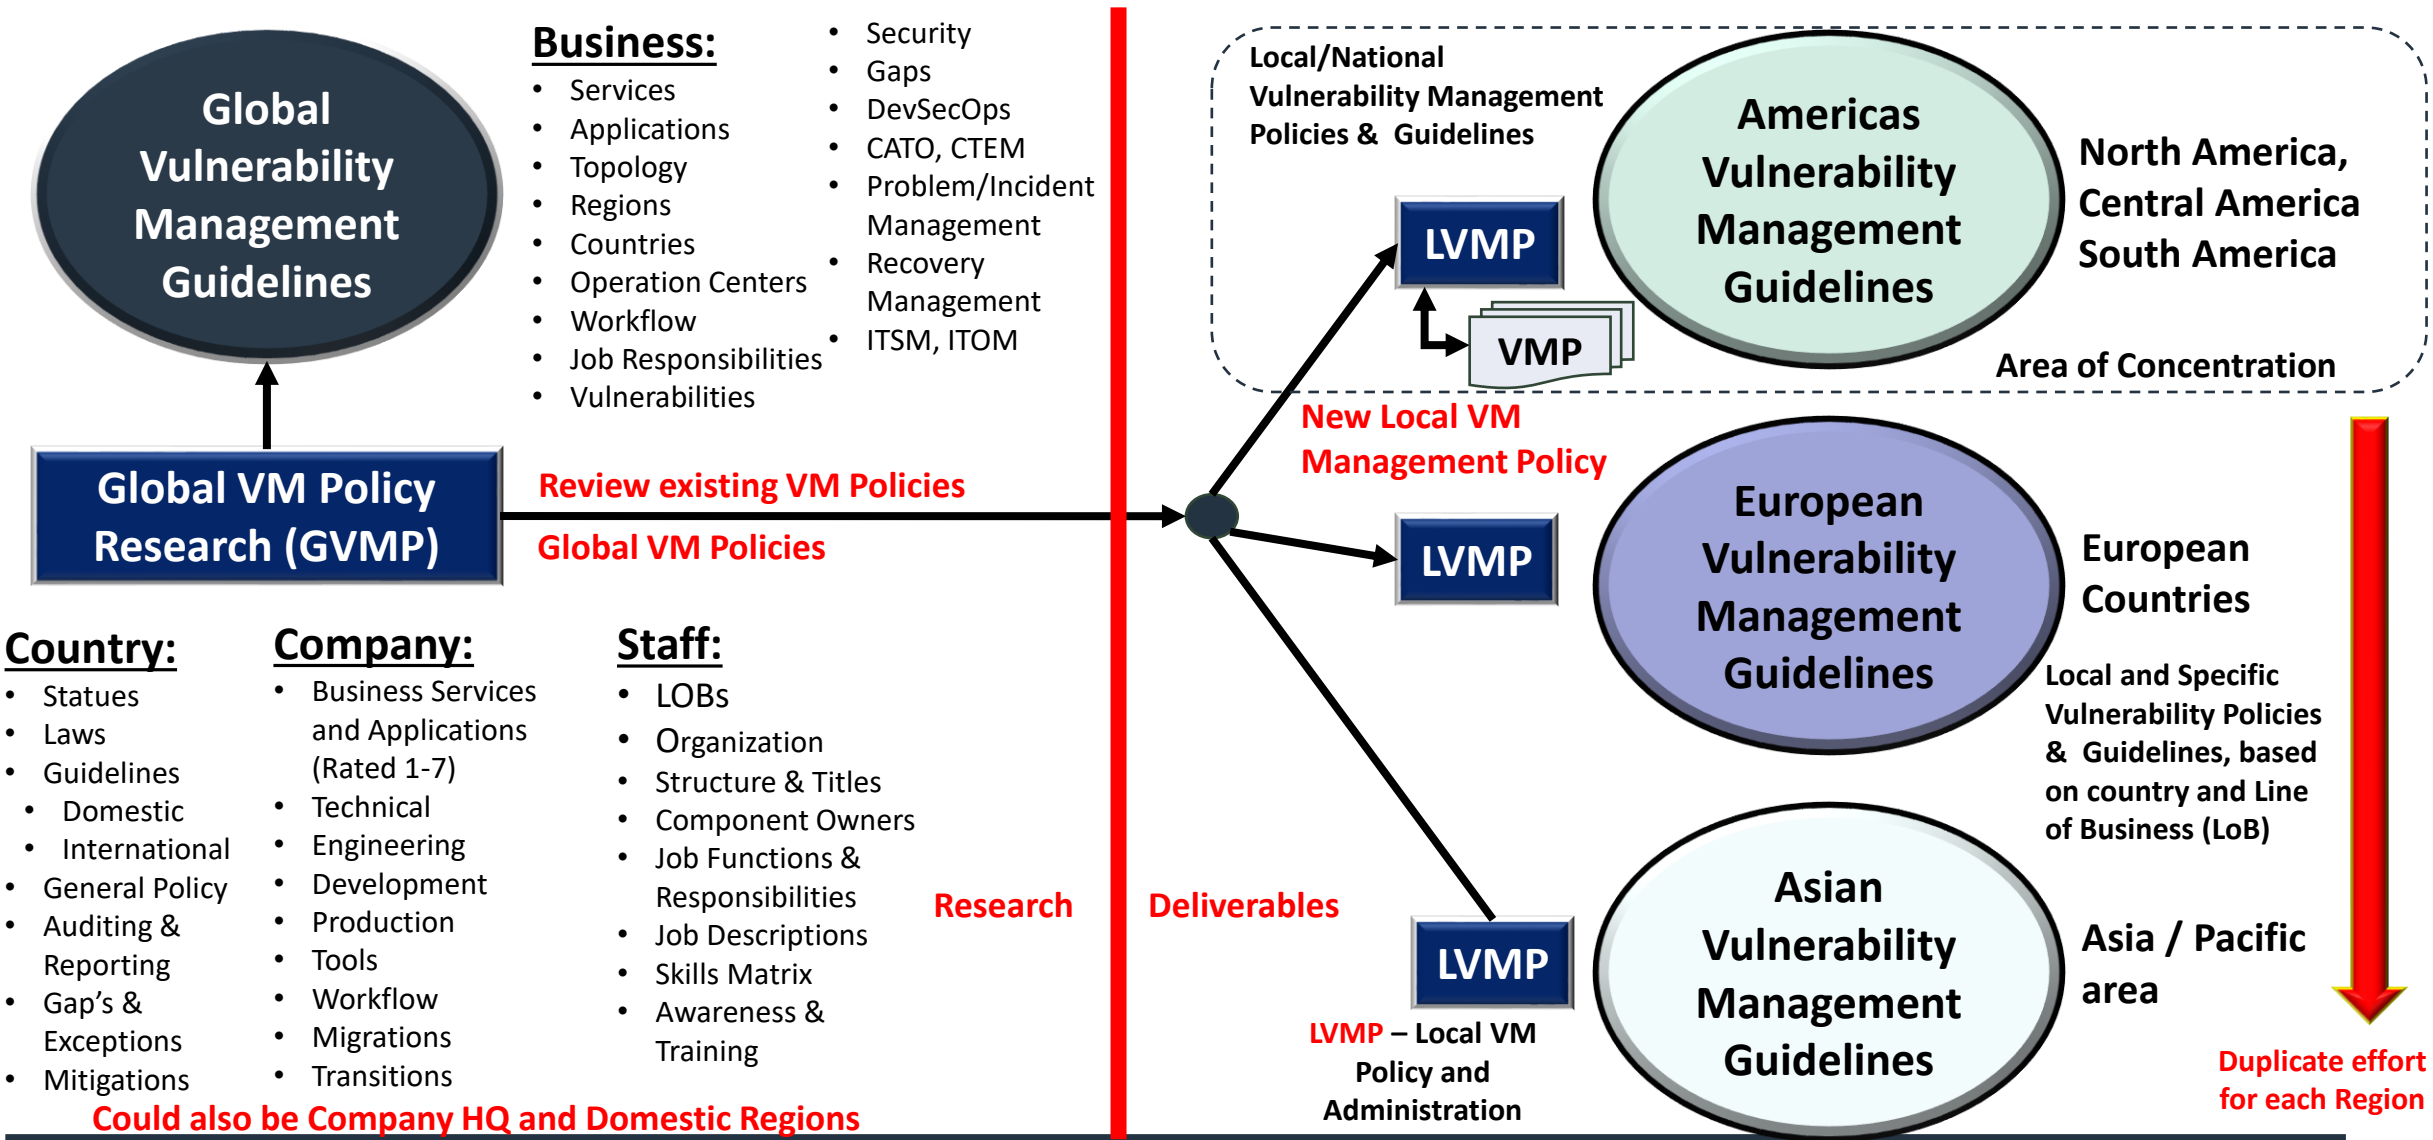 Global
Vulnerability
Management
Guidelines
Business:
• Services
• Applications
• Topology
• Regions
• Countries
• Operation Centers
• Workflow
• Job Responsibilities
• Vulnerabilities
• Security
• Gaps
• DevSecOps
• CATO, CTEM
• Problem/Incident
Management
• Recovery
Management
• ITSM, ITOM
Global VM Policy
Research (GVMP)
Review existing VM Policies
Global VM Policies
Country:
• Statues
• Laws
• Guidelines
• Domestic
• International
• General Policy
• Auditing &
Reporting
• Gap’s &
Exceptions
• Mitigations
Company:
• Business Services
and Applications
(Rated 1-7)
• Technical
• Engineering
• Development
• Production
• Tools
• Workflow
• Migrations
• Transitions
Staff:
• LOBs
• Organization
• Structure & Titles
• Component Owners
• Job Functions &
Responsibilities
• Job Descriptions
• Skills Matrix
• Awareness &
Training
Could also be Company HQ and Domestic Regions
Research
Deliverables
Local/National
Vulnerability Management
Policies & Guidelines
LVMP
VMP
Americas
Vulnerability
Management
Guidelines
North America,
Central America
South America
Area of Concentration
New Local VM
Management Policy
LVMP
European
Vulnerability
Management
Guidelines
European
Countries
Local and Specific
Vulnerability Policies
& Guidelines, based
on country and Line
of Business (LoB)
LVMP
LVMP – Local VM
Policy and
Administration
Asian
Vulnerability
Management
Guidelines
Asia / Pacific
area
Duplicate effort
for each Region